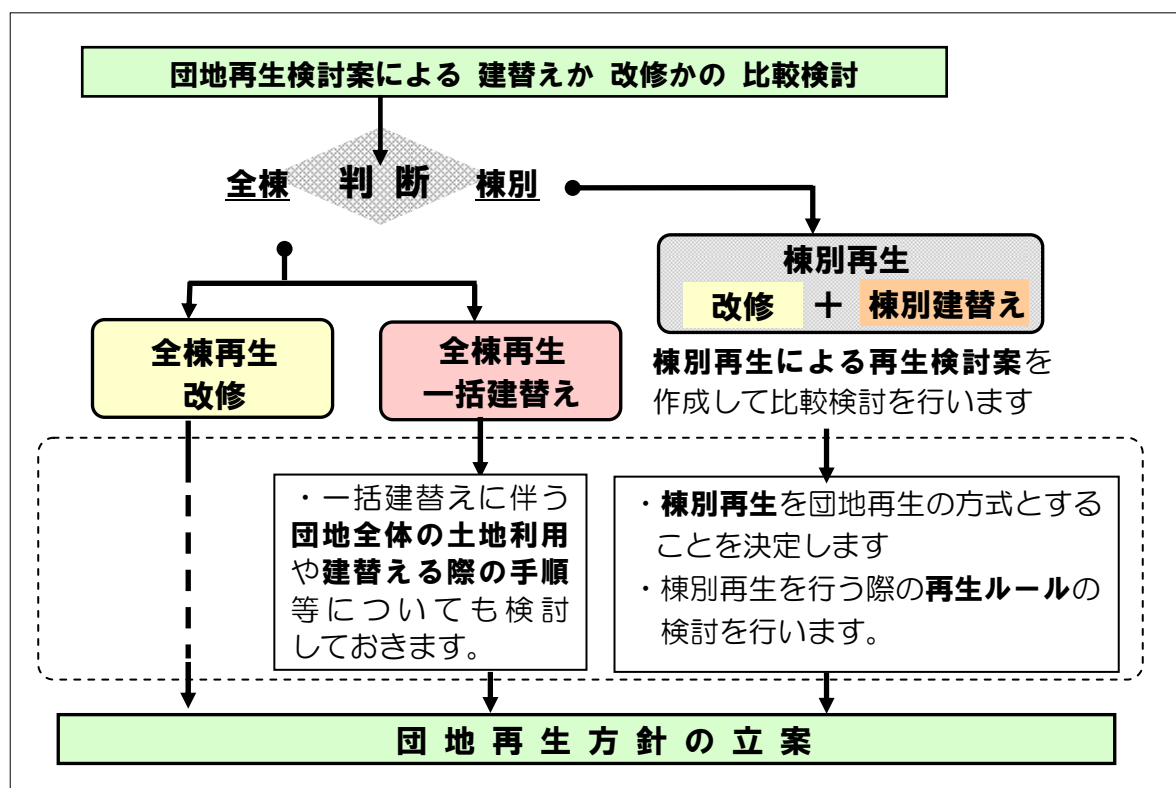 団地再生検討案による 建替えか 改修かの 比較検討
全棟
判 断
棟別
棟別再生
改修 ＋ 棟別建替え
全棟再生
改修
全棟再生
一括建替え
棟別再生による再生検討案を
作成して比較検討を行います
・一括建替えに伴う
団地全体の土地利用
や建替える際の手順
等についても検討
しておきます。
・棟別再生を団地再生の方式とする
ことを決定します
・棟別再生を行う際の再生ルールの
検討を行います。
団 地 再 生 方 針 の 立 案